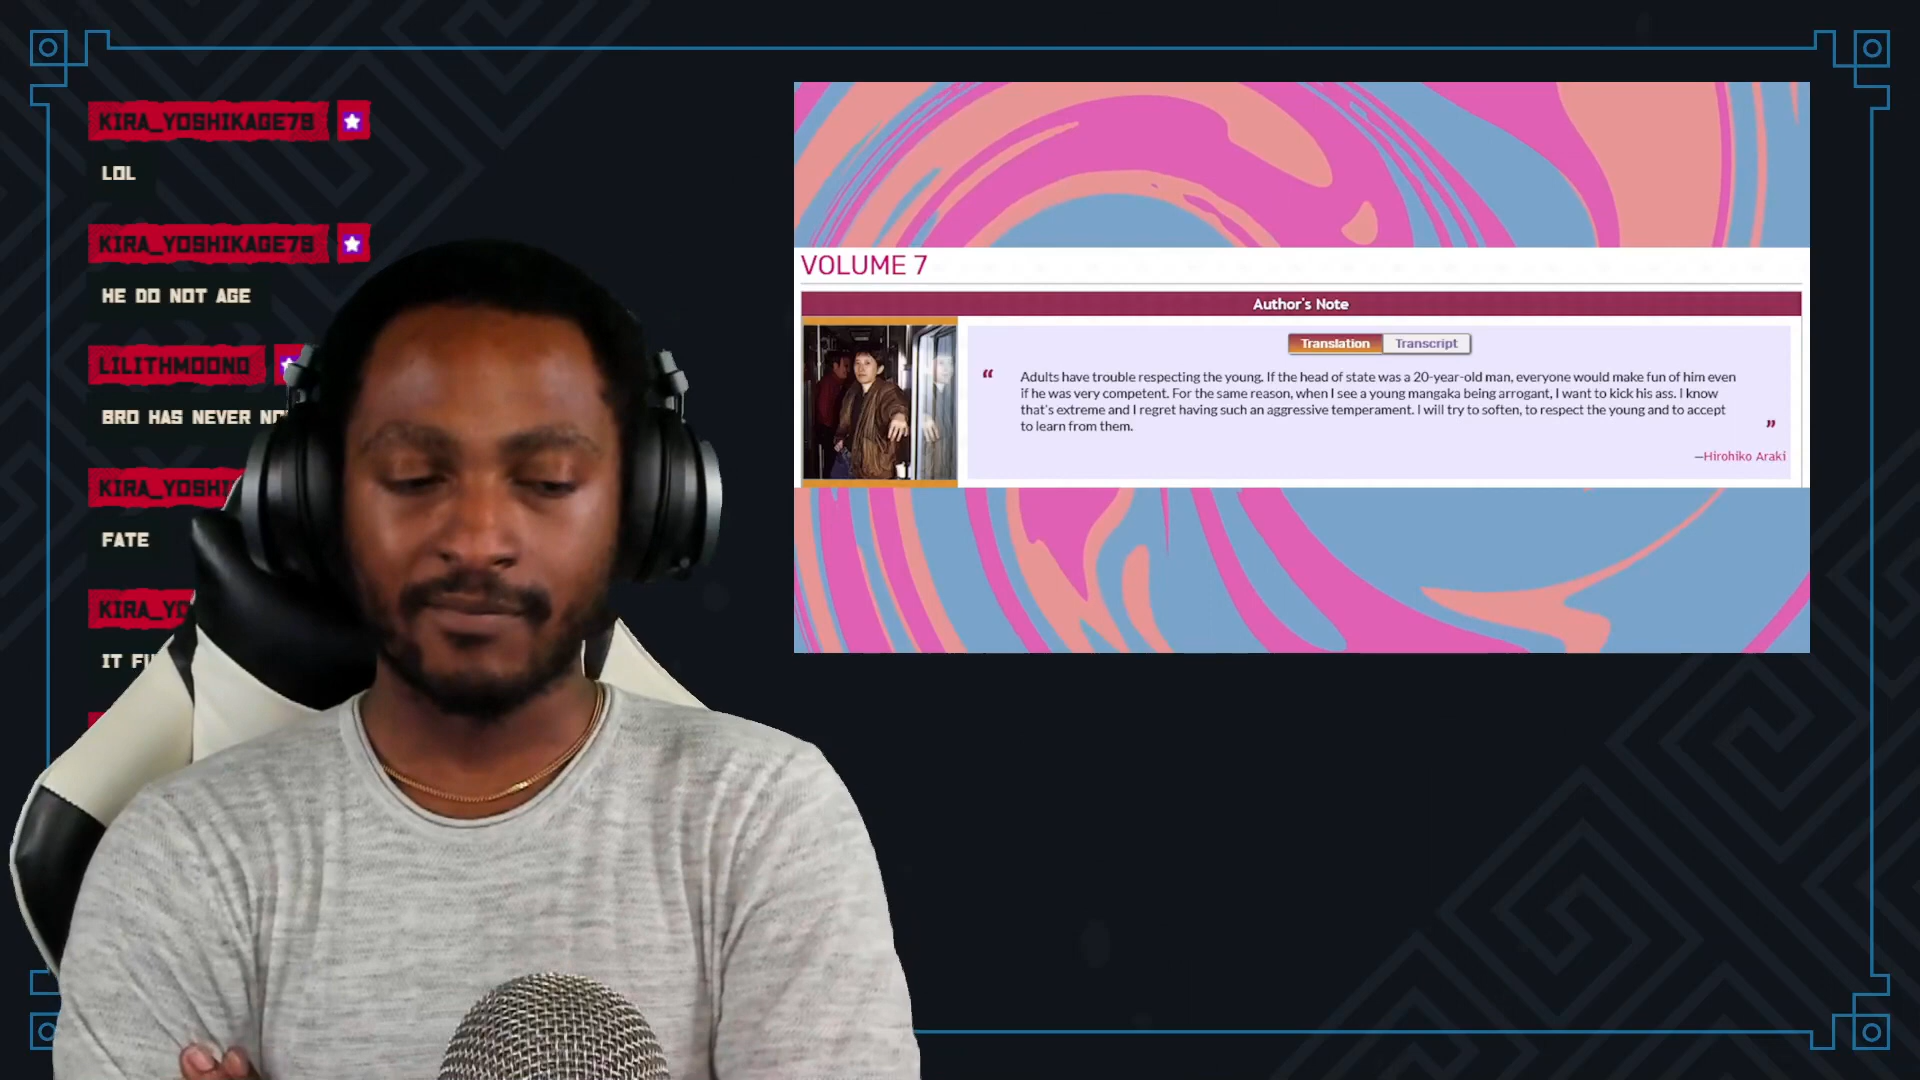 KIRA_YOSHIKAGE79
LOL
KIRA_YOSHIKAGE79
HE DO NOT AGE
LILITHMOONO
BRO HAS NEVER
FATE
IT
VOLUME 7
Author's Note
Translation Transcript
“ Adults have trouble respecting the young. If the head of state was a 20-year-old man, everyone would make fun of him even
if he was very competent. For the same reason, when I see a young mangaka being arrogant, I want to kick his ass. I know
that's extreme and I regret having such an aggressive temperament. I will try to soften, to respect the young and to accept
to learn from them. ”
—Hirohiko Araki